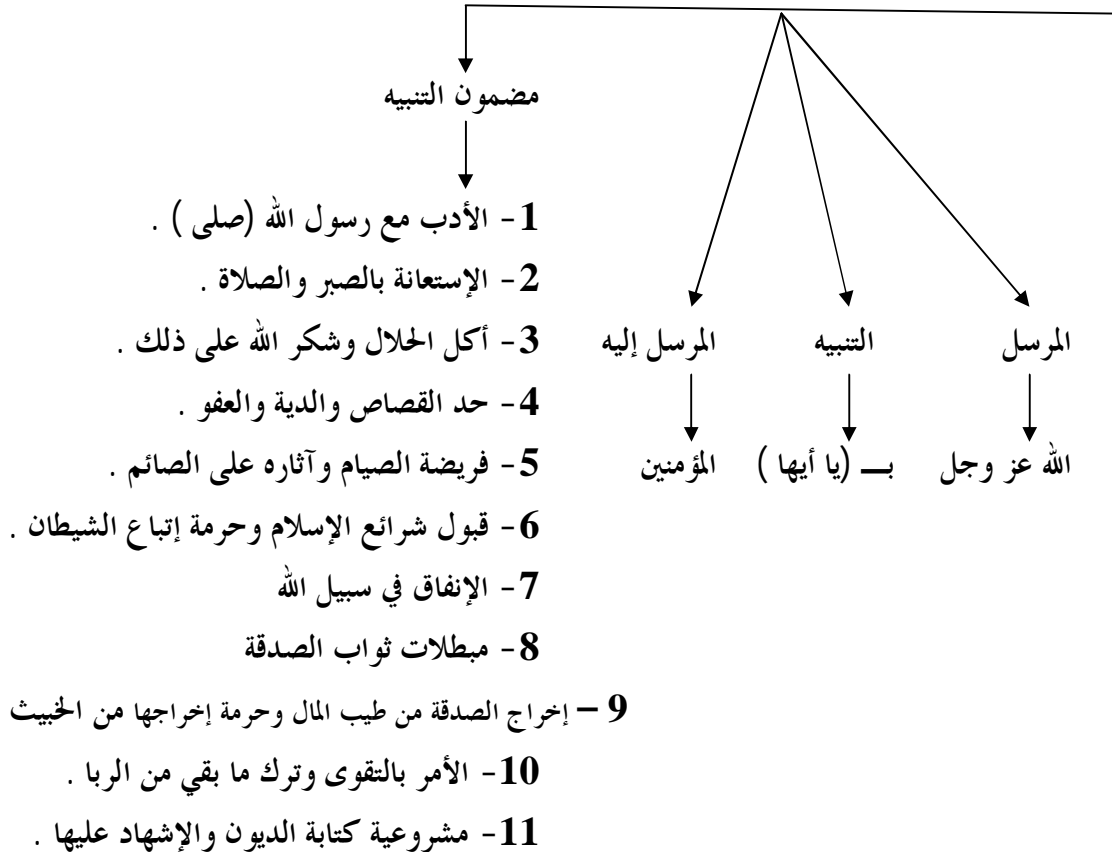 مضمون التنبيه
1- الأدب مع رسول الله (صلى ) .
2- الإستعانة بالصبر والصلاة .
3- أكل الحلال وشكر الله على ذلك .
4- حد القصاص والدية والعفو .
5- فريضة الصيام وآثاره على الصائم .
6- قبول شرائع الإسلام وحرمة إتباع الشيطان .
7- الإنفاق في سبيل الله
8- مبطلات ثواب الصدقة
9 – إخراج الصدقة من طيب المال وحرمة إخراجها من الخبيث
10- الأمر بالتقوى وترك ما بقي من الربا .
11- مشروعية كتابة الديون والإشهاد عليها .
المرسل التنبيه المرسل إليه
الله عز وجل بــ (يا أيها ) المؤمنين